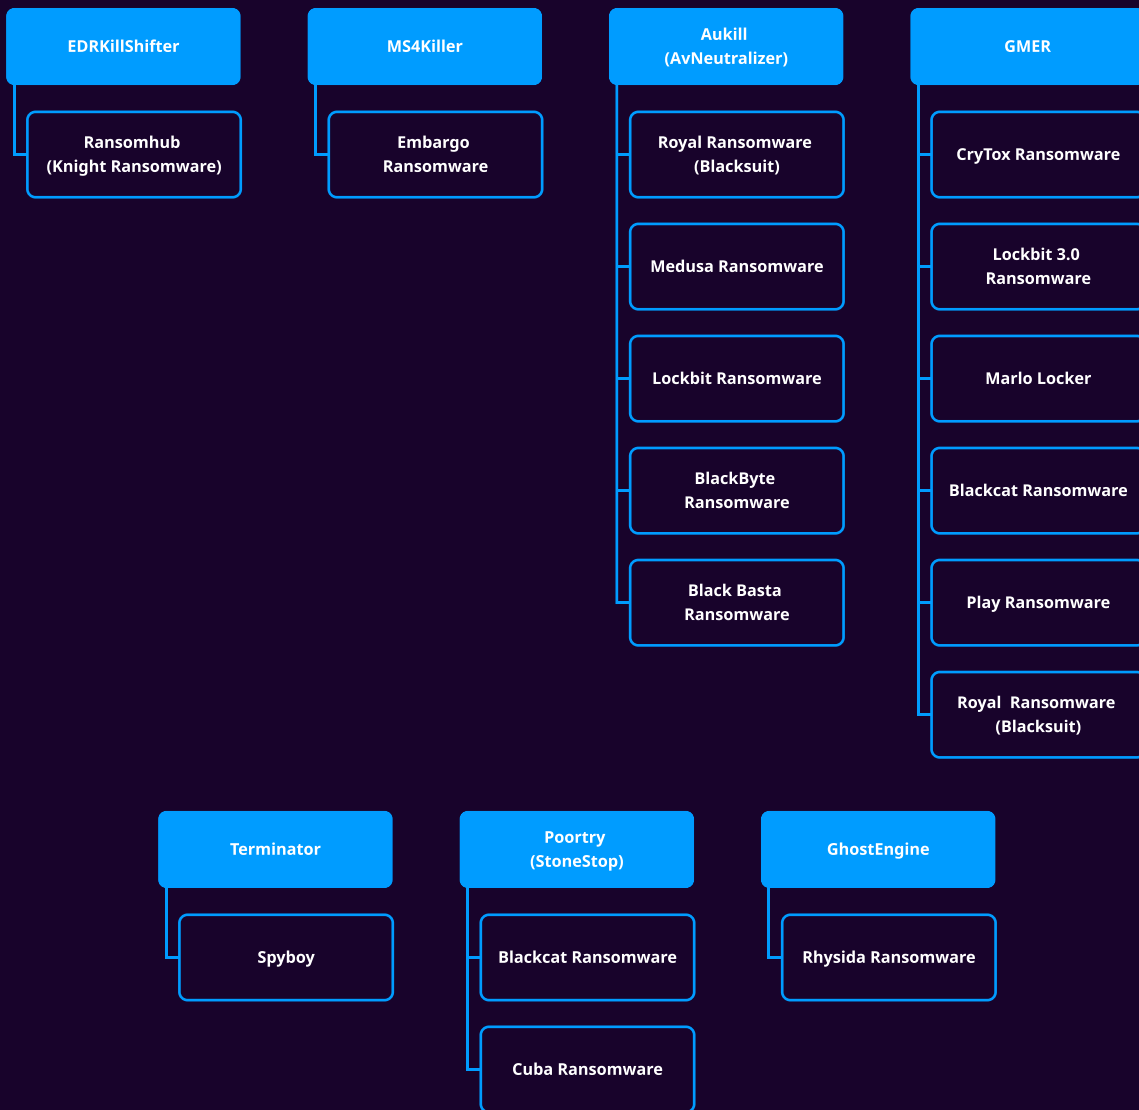 EDRKillShifter
Ransomhub
(Knight Ransomware)
MS4Killer
Embargo
Ransomware
Aukill
(AvNeutralizer)
Royal Ransomware
(Blacksuit)
Medusa Ransomware
Lockbit Ransomware
BlackByte
Ransomware
Black Basta
Ransomware
GMER
CryTox Ransomware
Lockbit 3.0
Ransomware
Marlo Locker
Blackcat Ransomware
Play Ransomware
Royal  Ransomware
(Blacksuit)
Terminator
Spyboy
Poortry
(StoneStop)
Blackcat Ransomware
Cuba Ransomware
GhostEngine
Rhysida Ransomware